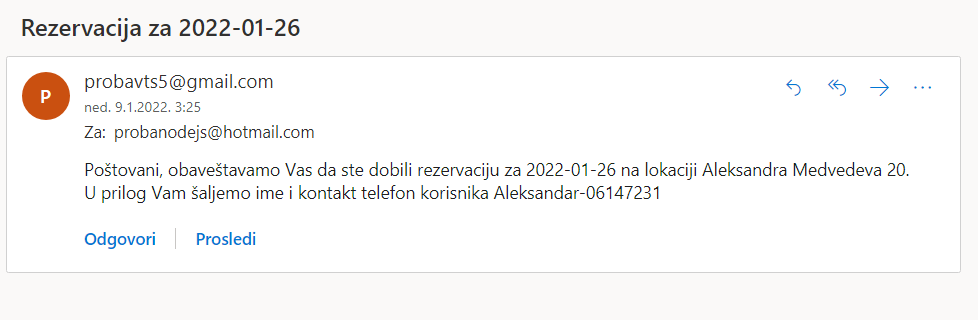 Rezervacija za 2022-01-26
P
probavts5@gmail.com
ned. 9.1.2022. 3:25
Za: probanodejs@hotmail.com
Poštovani, obaveštavamo Vas da ste dobili rezervaciju za 2022-01-26 na lokaciji Aleksandra Medvedeva 20.
U prilog Vam šaljemo ime i kontakt telefon korisnika Aleksandar-06147231
Odgovori | Prosledi